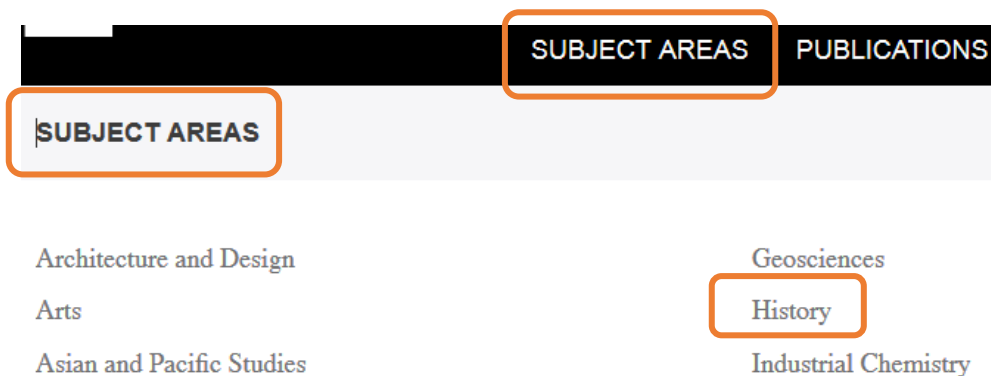 SUBJECT AREAS PUBLICATIONS
SUBJECT AREAS
Architecture and Design
Geosciences
Arts
History
Asian and Pacific Studies
Industrial Chemistry